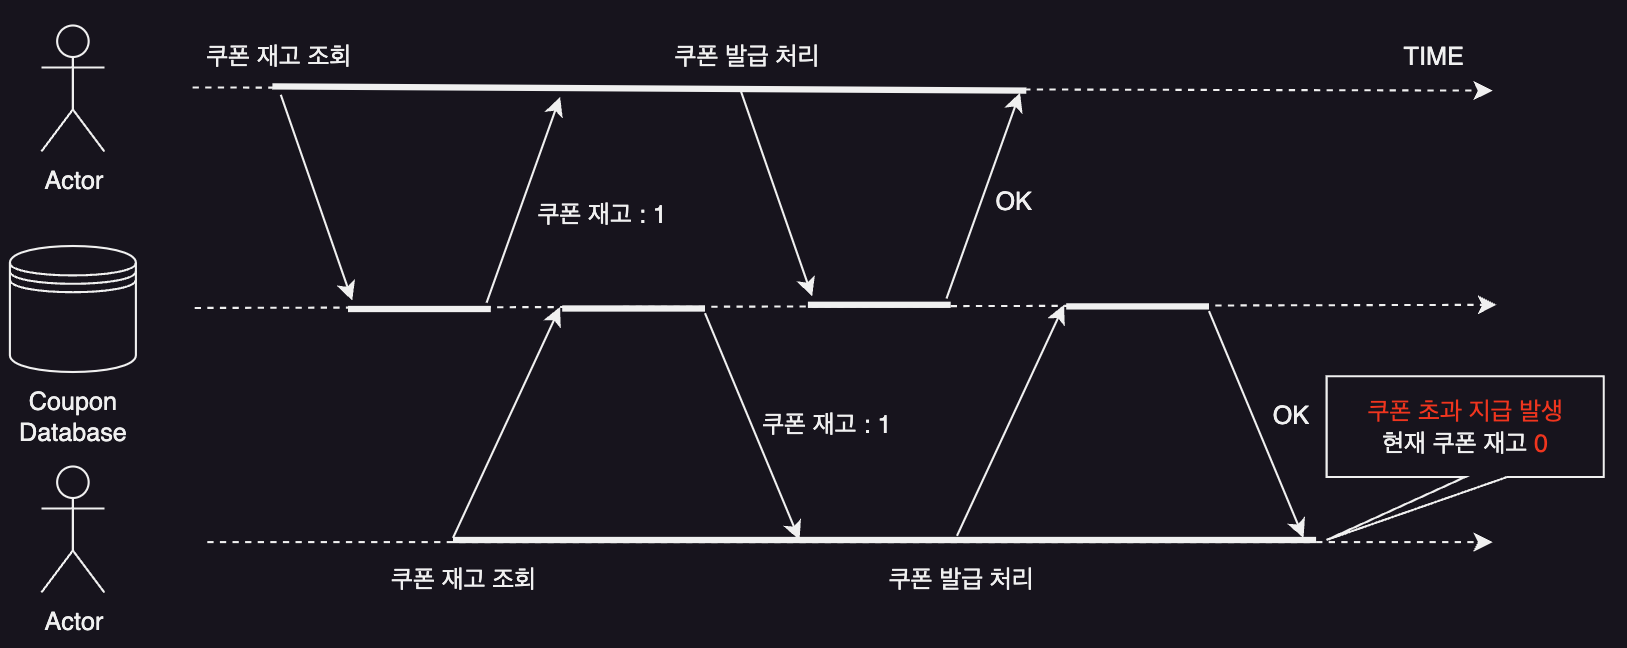 쿠폰 재고 조회
쿠폰 발급 처리
TIME
Actor
쿠폰 재고 : 1
OK
Coupon
Database
쿠폰 재고 : 1
OK
쿠폰 초과 지급 발생
현재 쿠폰 재고 0
쿠폰 재고 조회
쿠폰 발급 처리
Actor